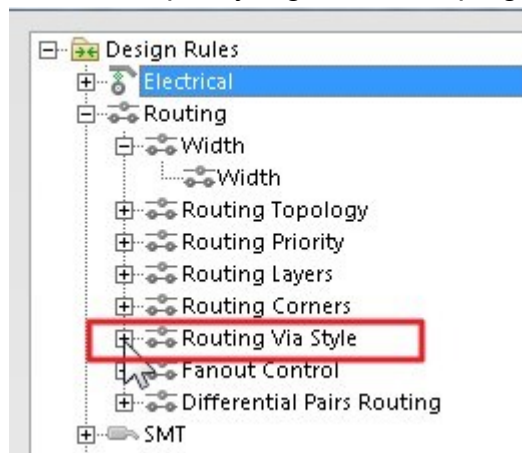 Design Rules
Electrical
Routing
Width
Width
Routing Topology
Routing Priority
Routing Layers
Routing Corners
Routing Via Style
Fanout Control
Differential Pairs Routing
SMT